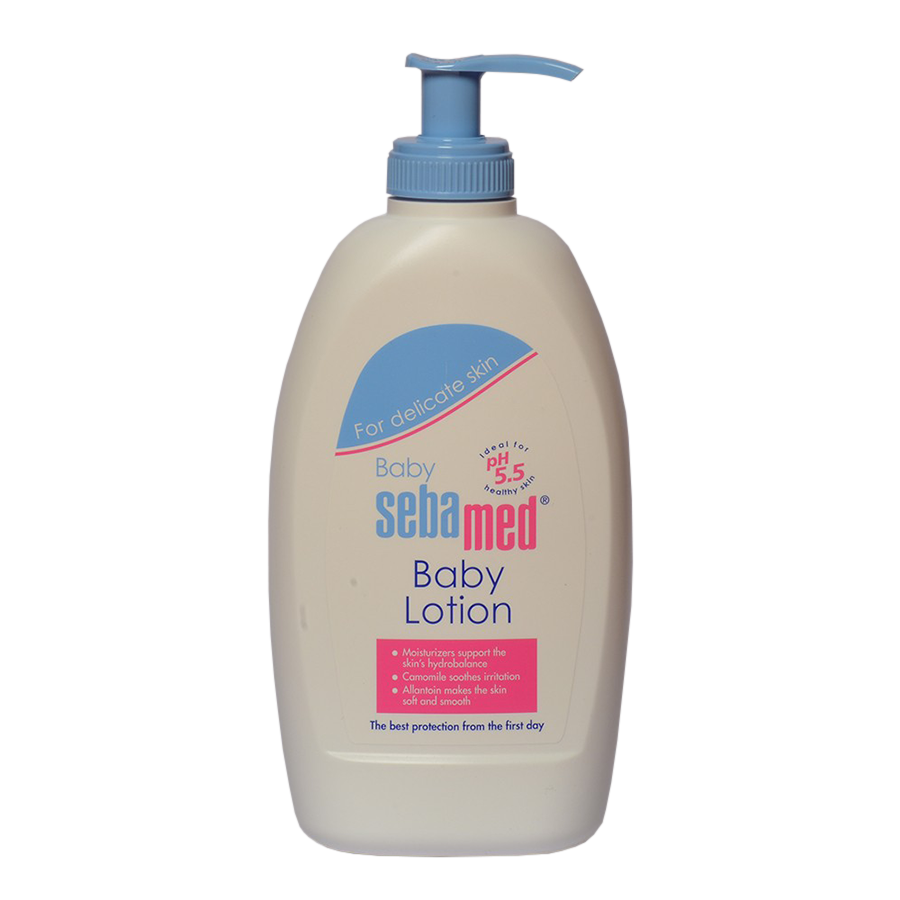 For delicate skin
Baby
Ideal for
pH
5.5
healthy skin
sebamed®
Baby
Lotion
• Moisturizers support the
skin's hydrobalance
• Camomile soothes irritation
• Allantoin makes the skin
soft and smooth
The best protection from the first day